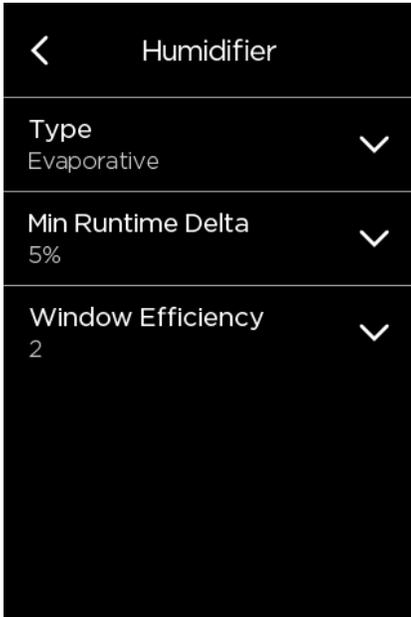 Humidifier
Type
Evaporative
Min Runtime Delta
5%
Window Efficiency
2